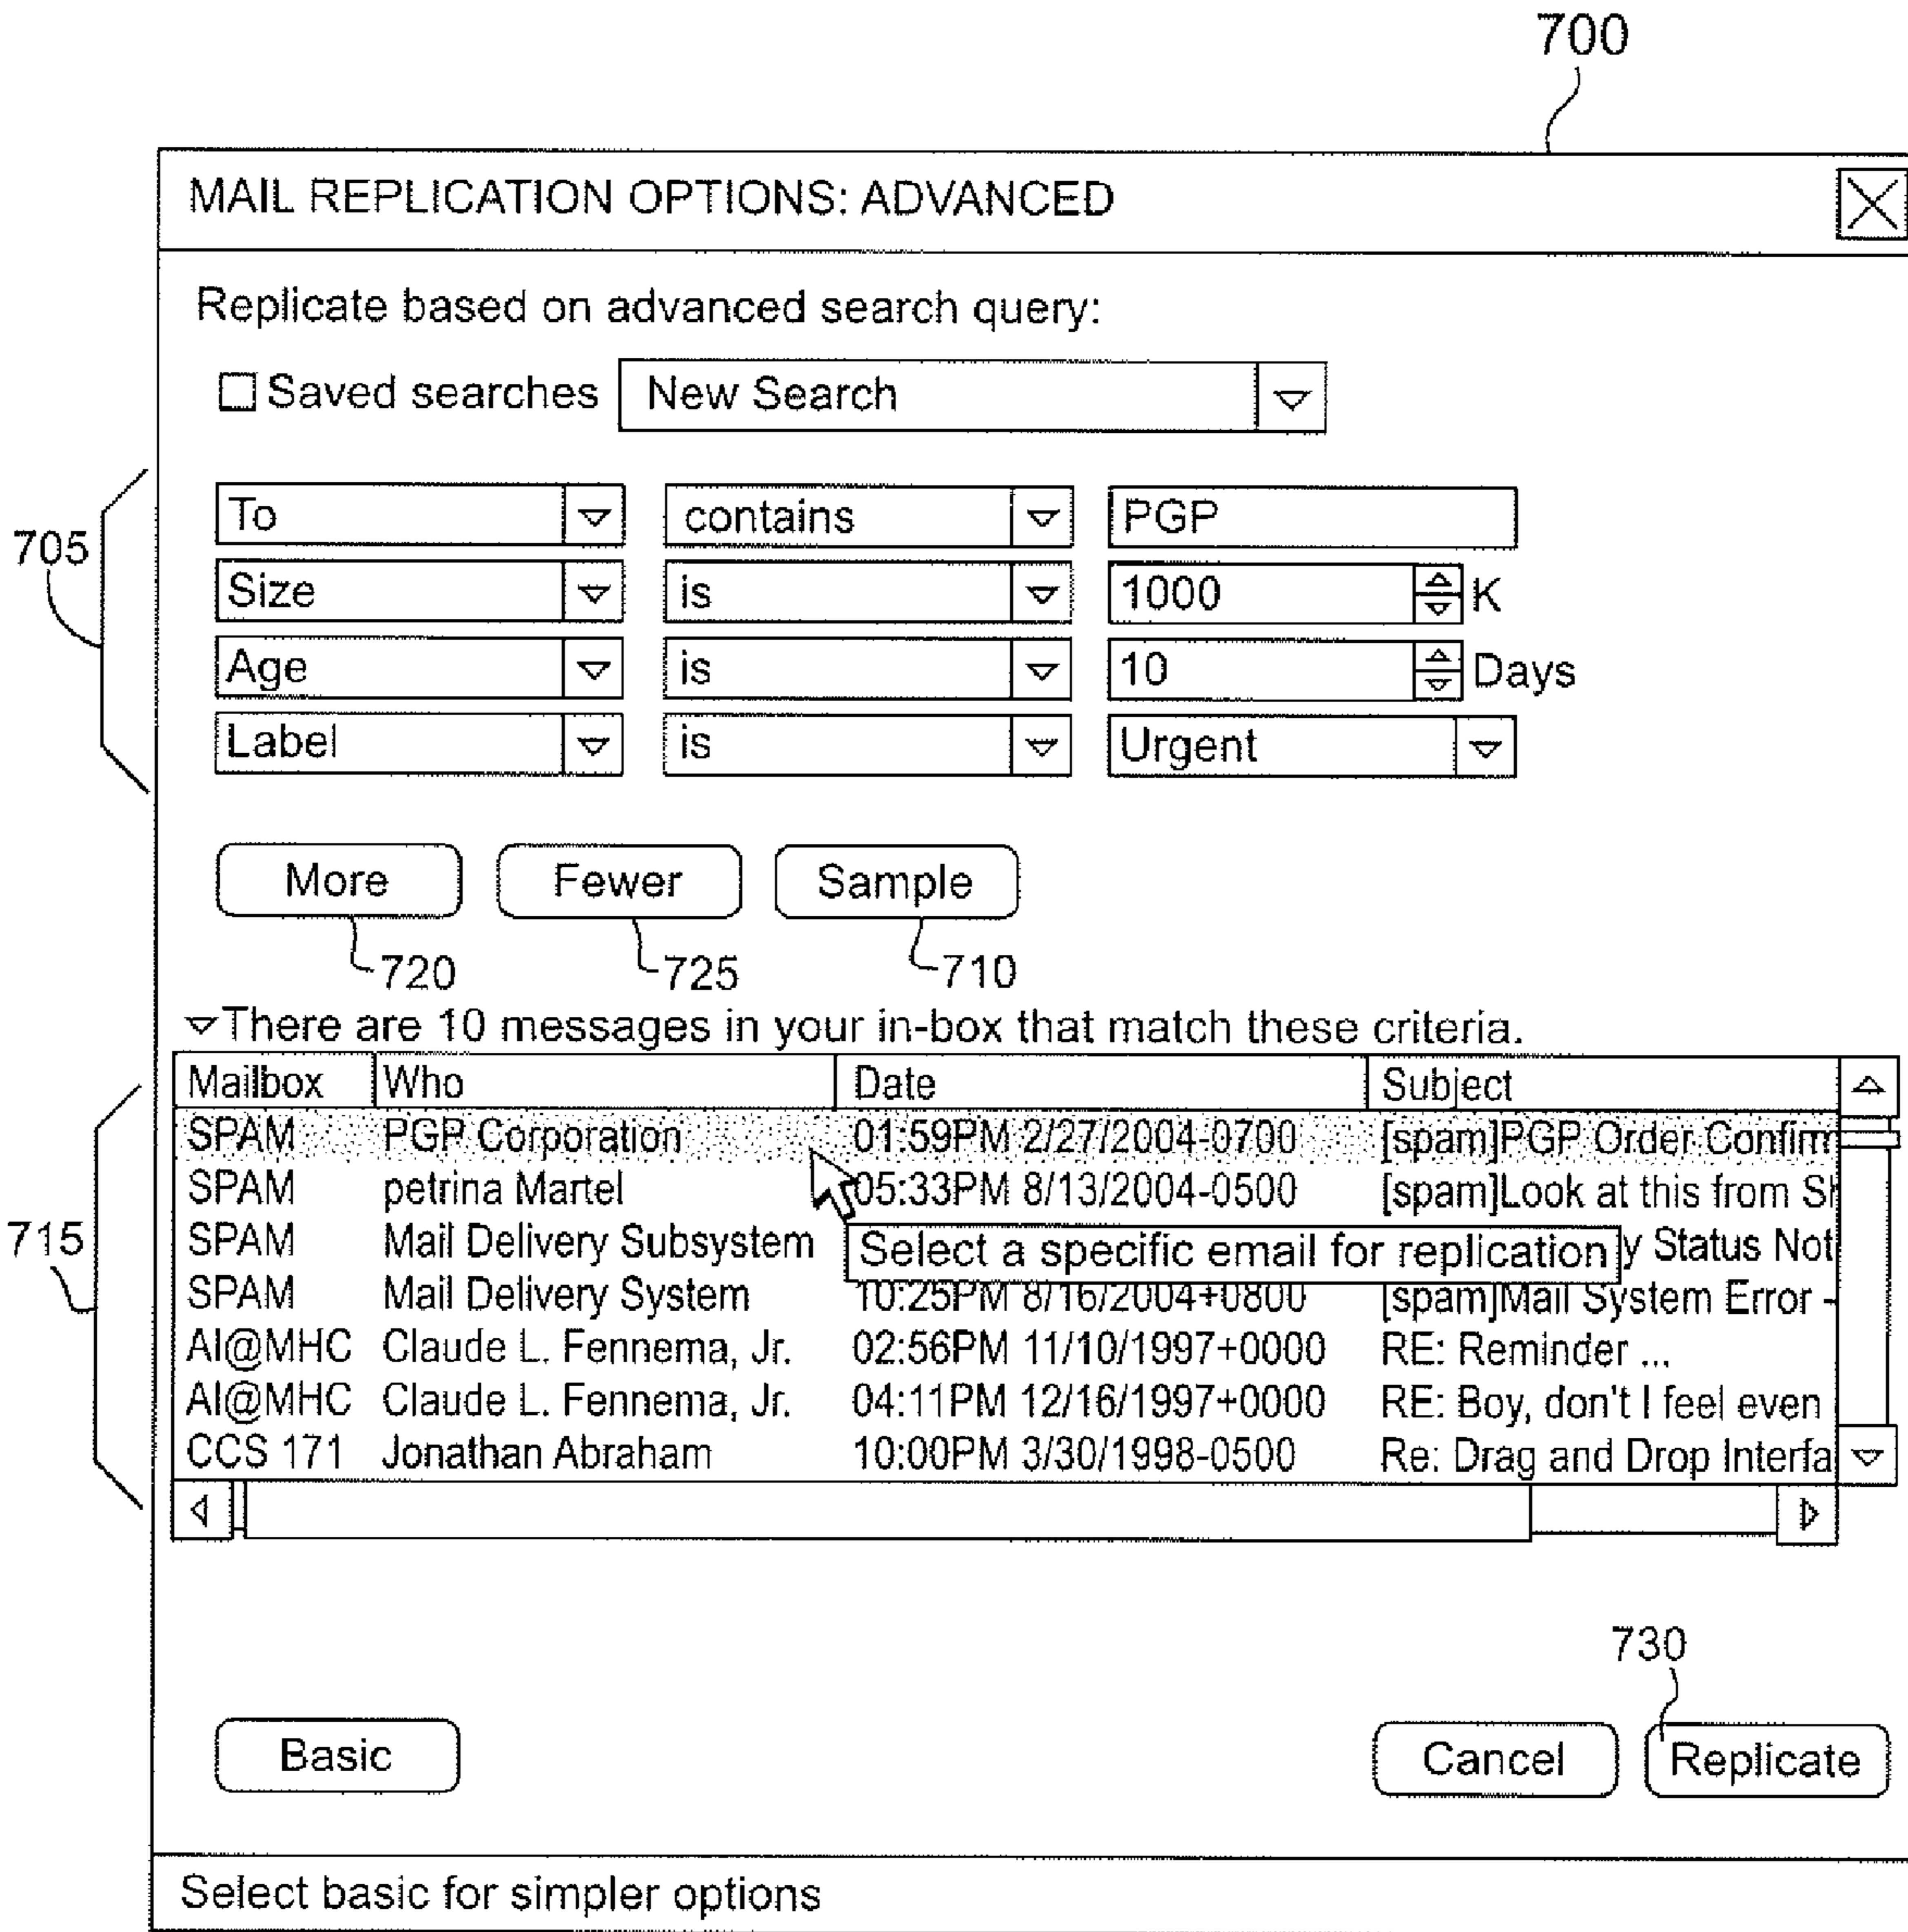 700
MAIL REPLICATION OPTIONS: ADVANCED
Replicate based on advanced search query:
Saved searches New Search
705
To contains PGP
Size is 1000 K
Age is 10 Days
Label is Urgent
More Fewer Sample
720 725 710
There are 10 messages in your in-box that match these criteria.
Mailbox Who Date Subject
SPAM PGP Corporation 01:59PM 2/27/2004-0700 [spam]PGP Order Confirm
SPAM petrina Martel 05:33PM 8/13/2004-0500 [spam]Look at this from Sh
715
SPAM Mail Delivery Subsystem Select a specific email for replication y Status Not
SPAM Mail Delivery System 10:25PM 8/16/2004+0800 [spam]Mail System Error -
AI@MHC Claude L. Fennema, Jr. 02:56PM 11/10/1997+0000 RE: Reminder ...
AI@MHC Claude L. Fennema, Jr. 04:11PM 12/16/1997+0000 RE: Boy, don't I feel even
CCS 171 Jonathan Abraham 10:00PM 3/30/1998-0500 Re: Drag and Drop Interfa
730
Basic Cancel Replicate
Select basic for simpler options